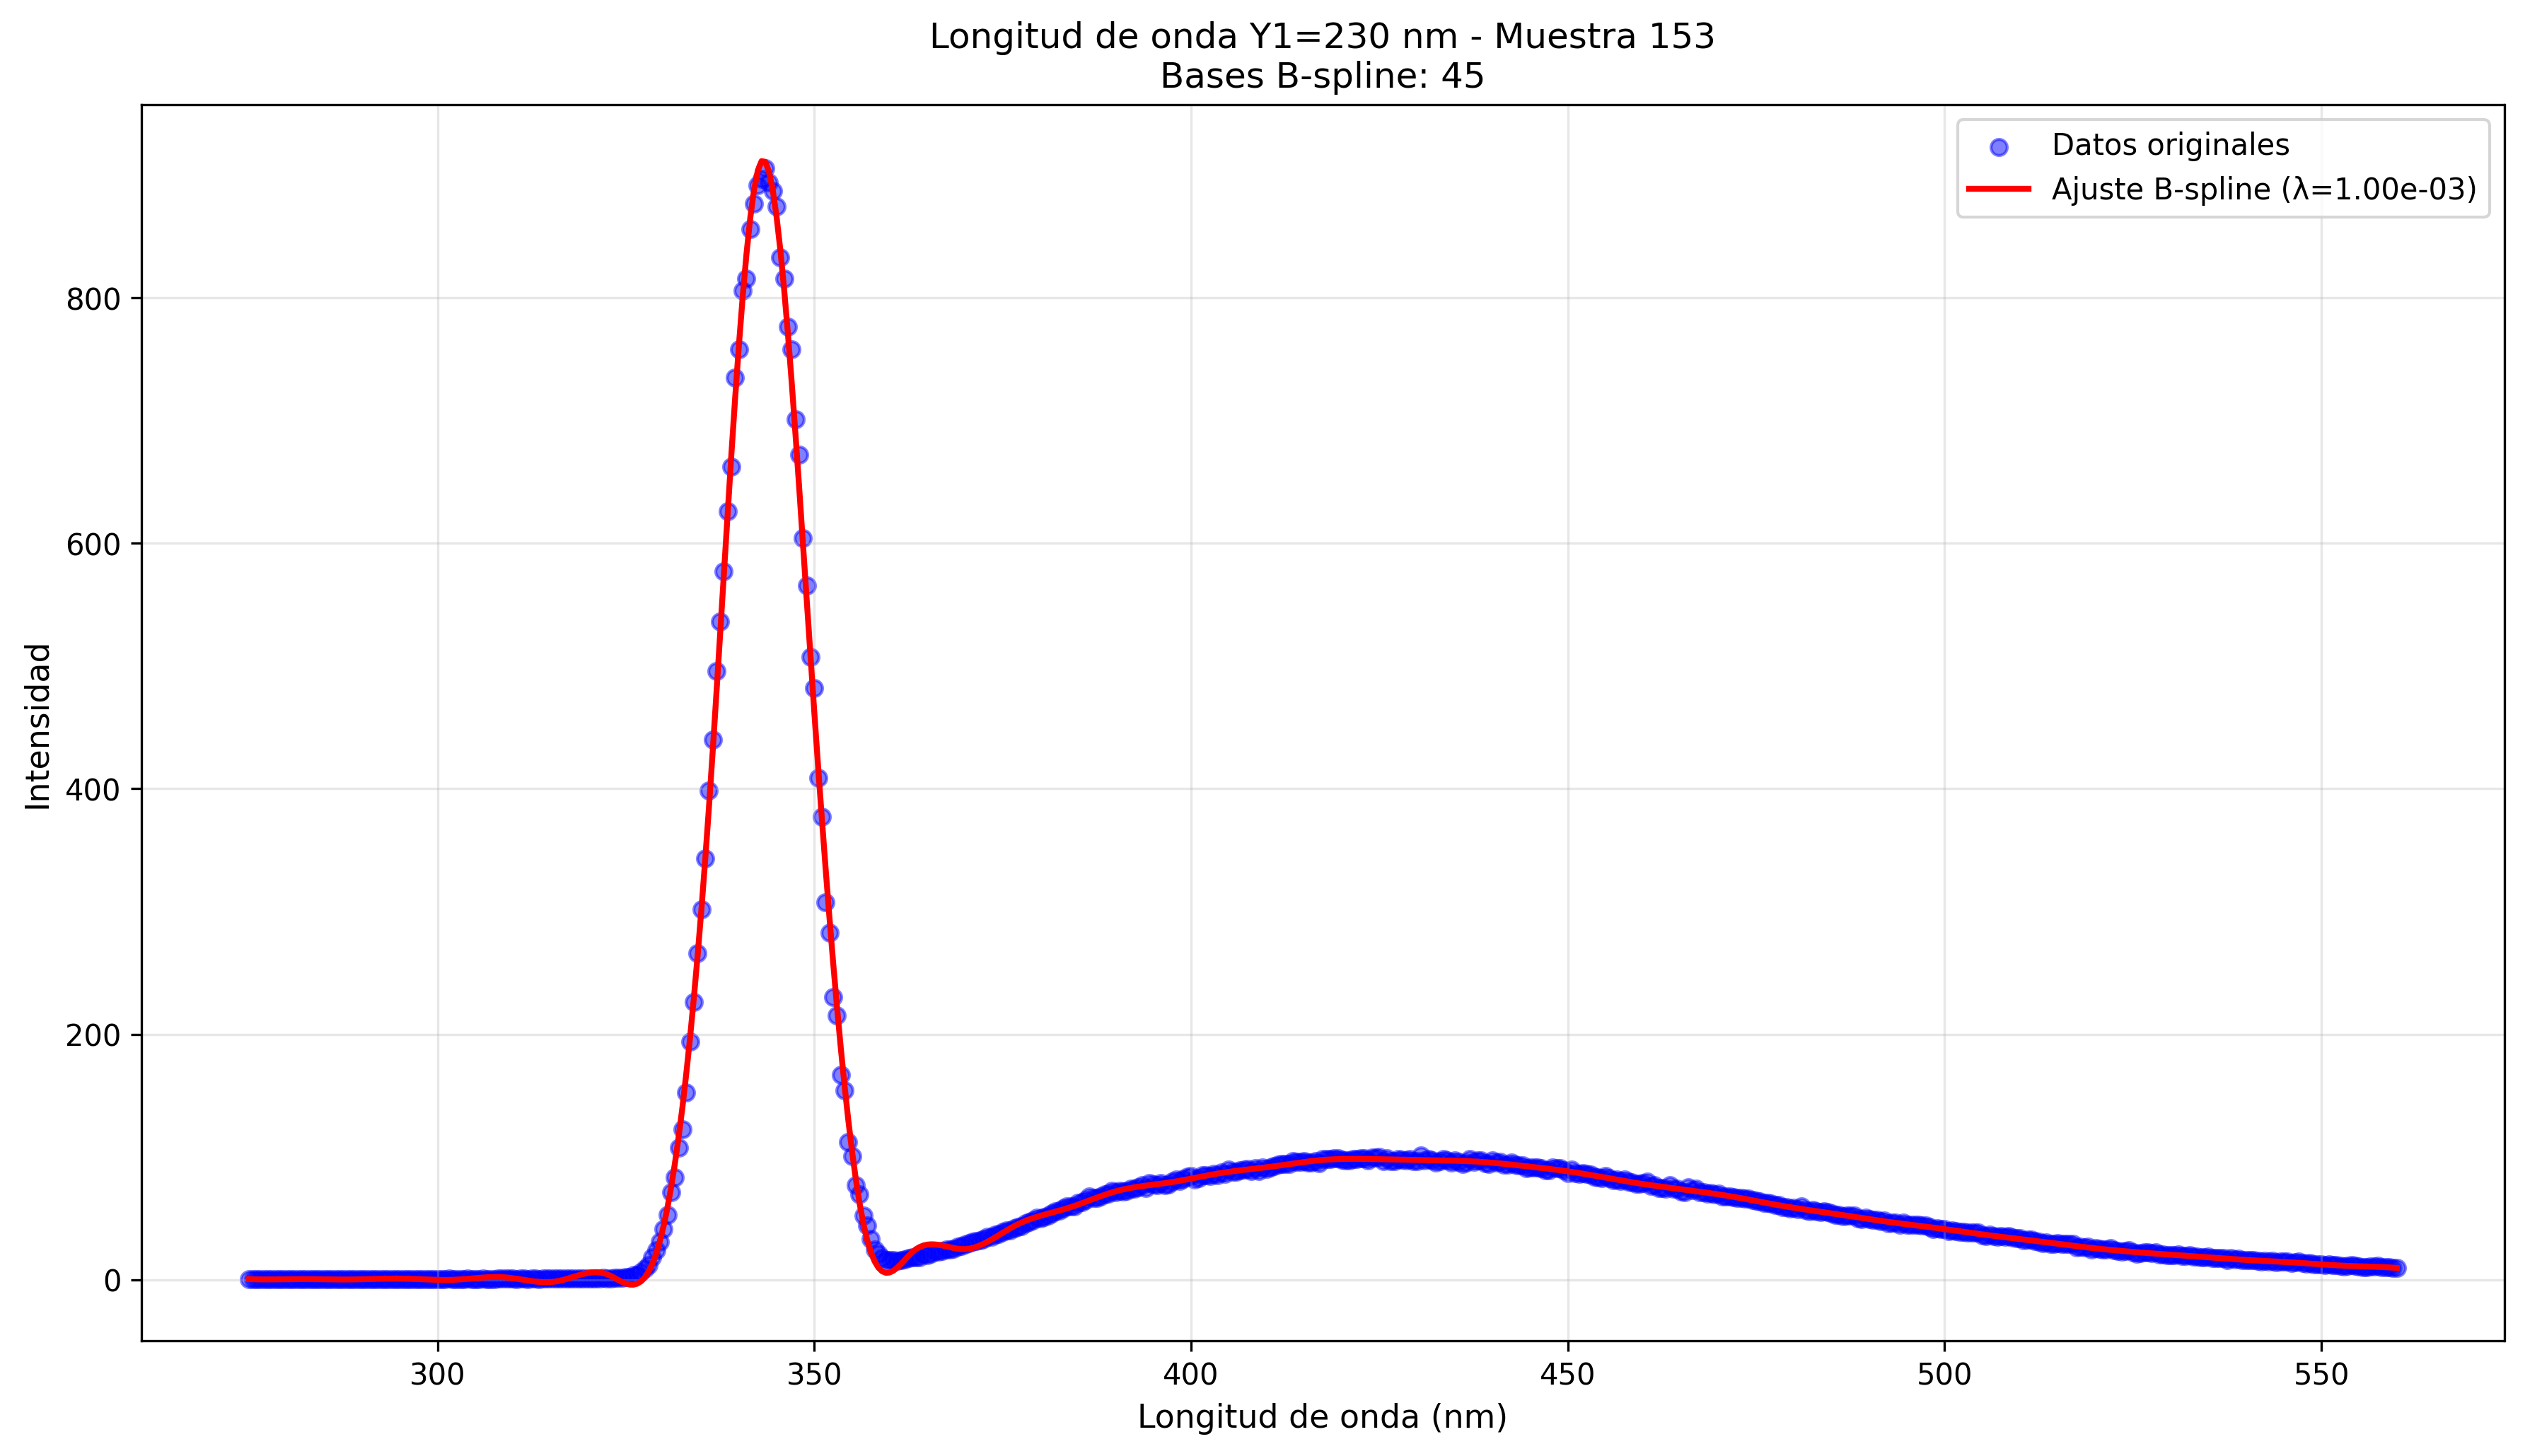 Longitud de onda Y1=230 nm - Muestra 153
Bases B-spline: 45
Datos originales
Ajuste B-spline (λ=1.00e-03)
Intensidad
800
600
400
200
0
300 350 400 450 500 550
Longitud de onda (nm)